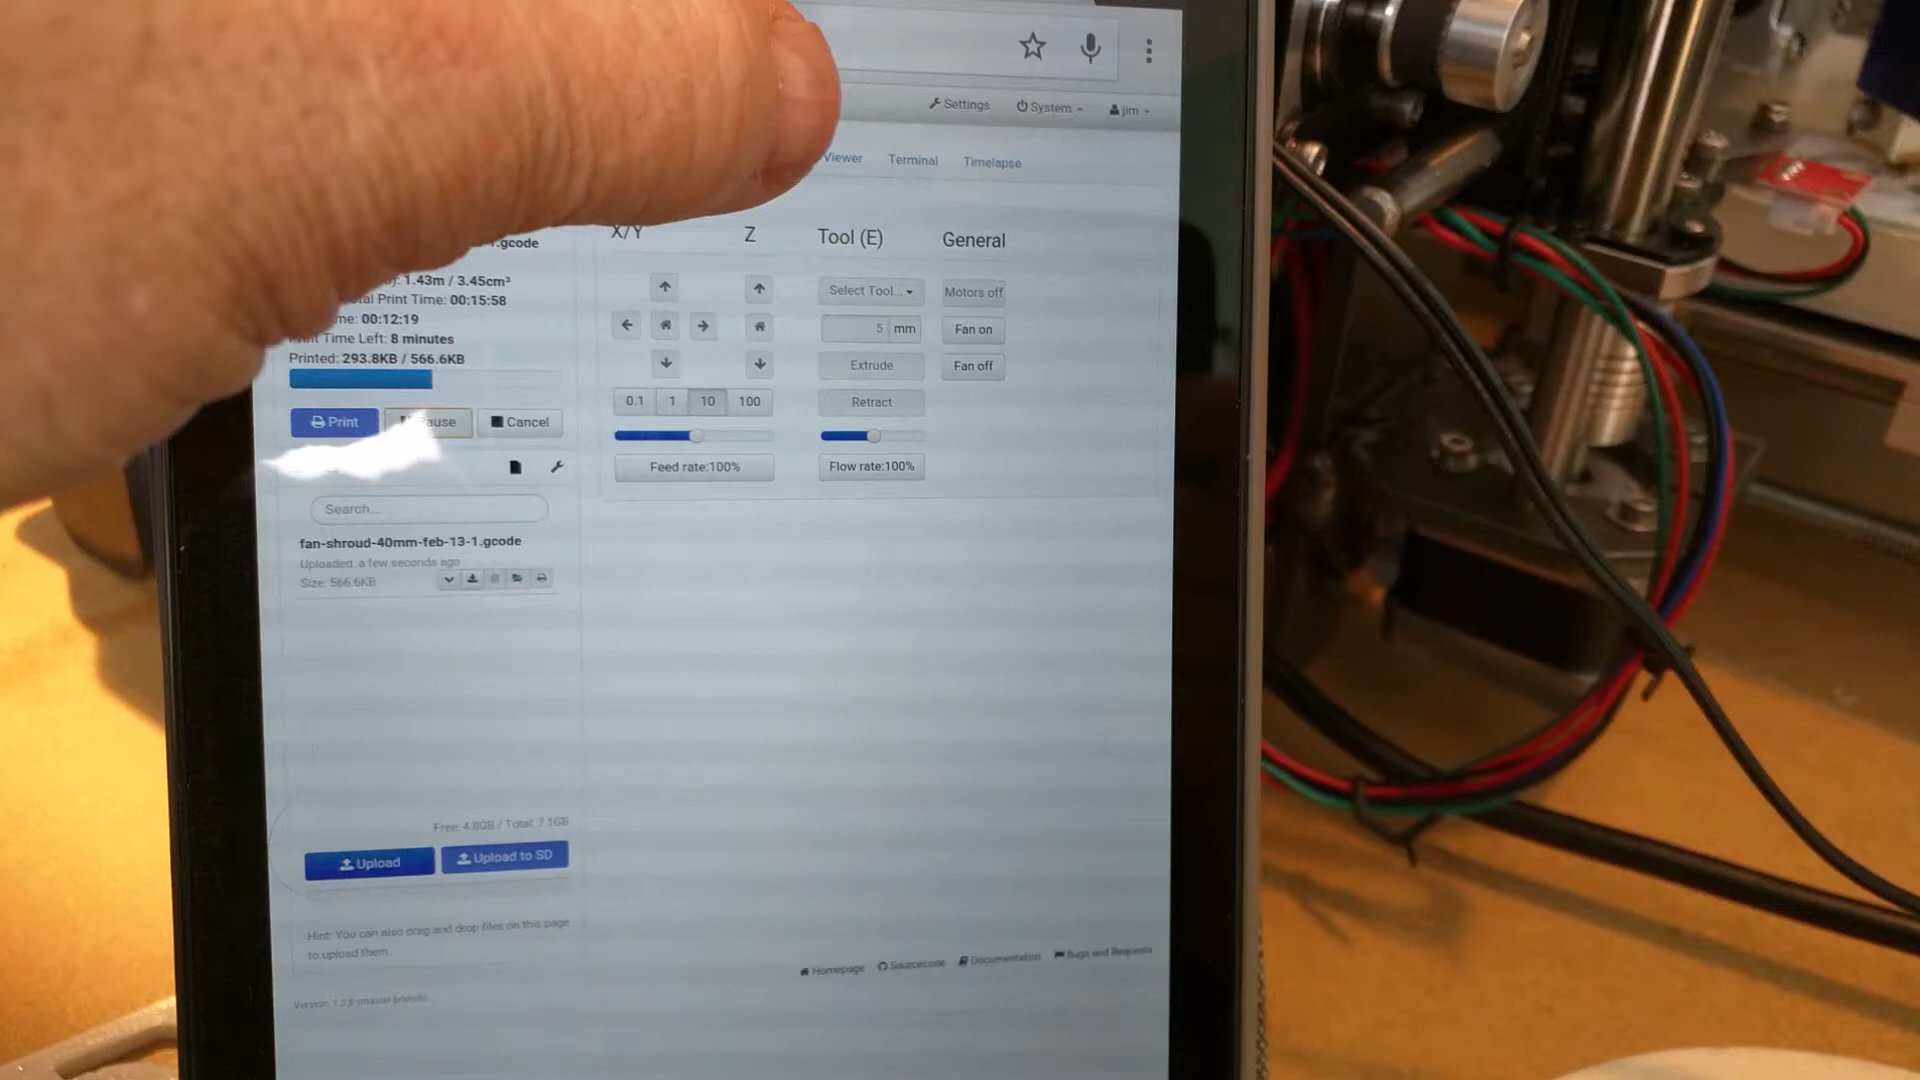 Settings System jim
Viewer Terminal Timelapse
.gcode
1.43m / 3.45cm³
Print Time: 00:15:58
00:12:19
Time Left: 8 minutes
Printed: 293.8KB / 566.6KB
Print Pause Cancel
Search...
fan-shroud-40mm-feb-13-1.gcode
Uploaded: a few seconds ago
Size: 566.6KB
Free: 4.8GB / Total: 7.1GB
Upload Upload to SD
Hint: You can also drag and drop files on this page
to upload them.
X/Y Z Tool (E) General
Select Tool... Motors off
5 mm Fan on
Extrude Fan off
0.1 1 10 100 Retract
Feed rate:100% Flow rate:100%
Homepage Sourcecode Documentation Bugs and Requests